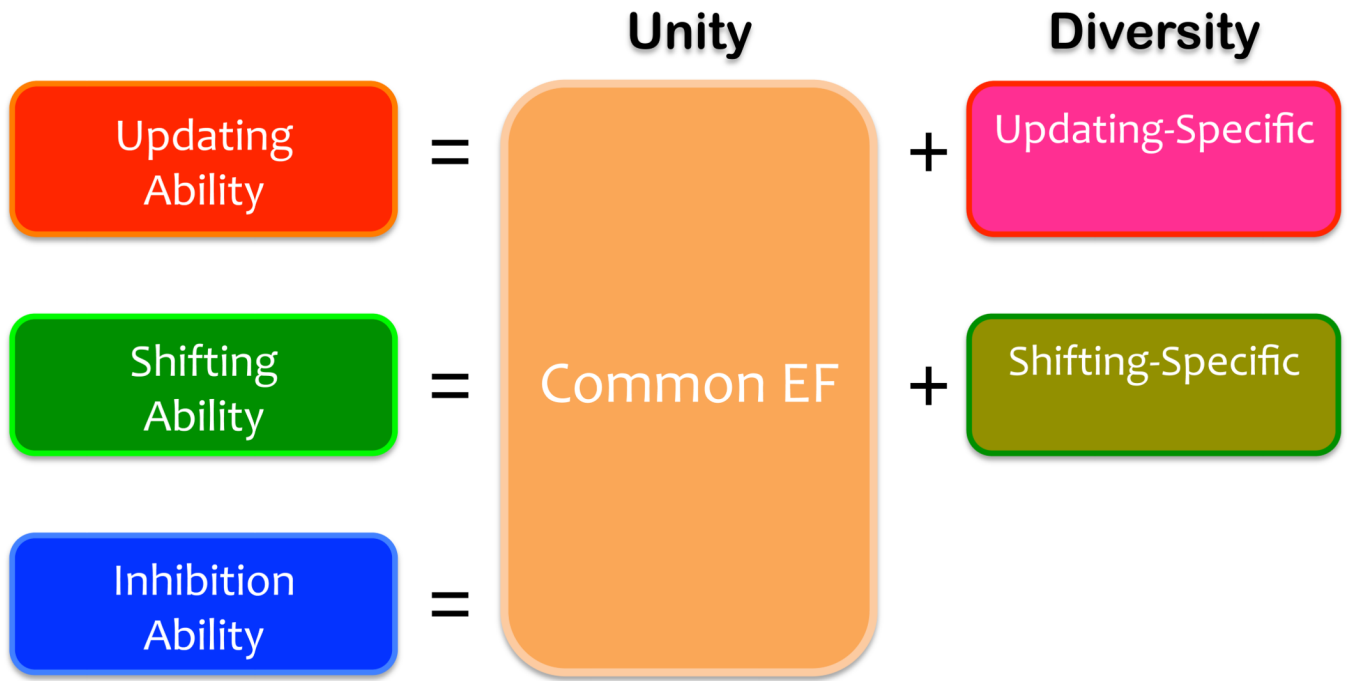 Unity
Diversity
Updating
Ability
=
+
Updating-Specific
Shifting
Ability
=
Common EF
+
Shifting-Specific
Inhibition
Ability
=